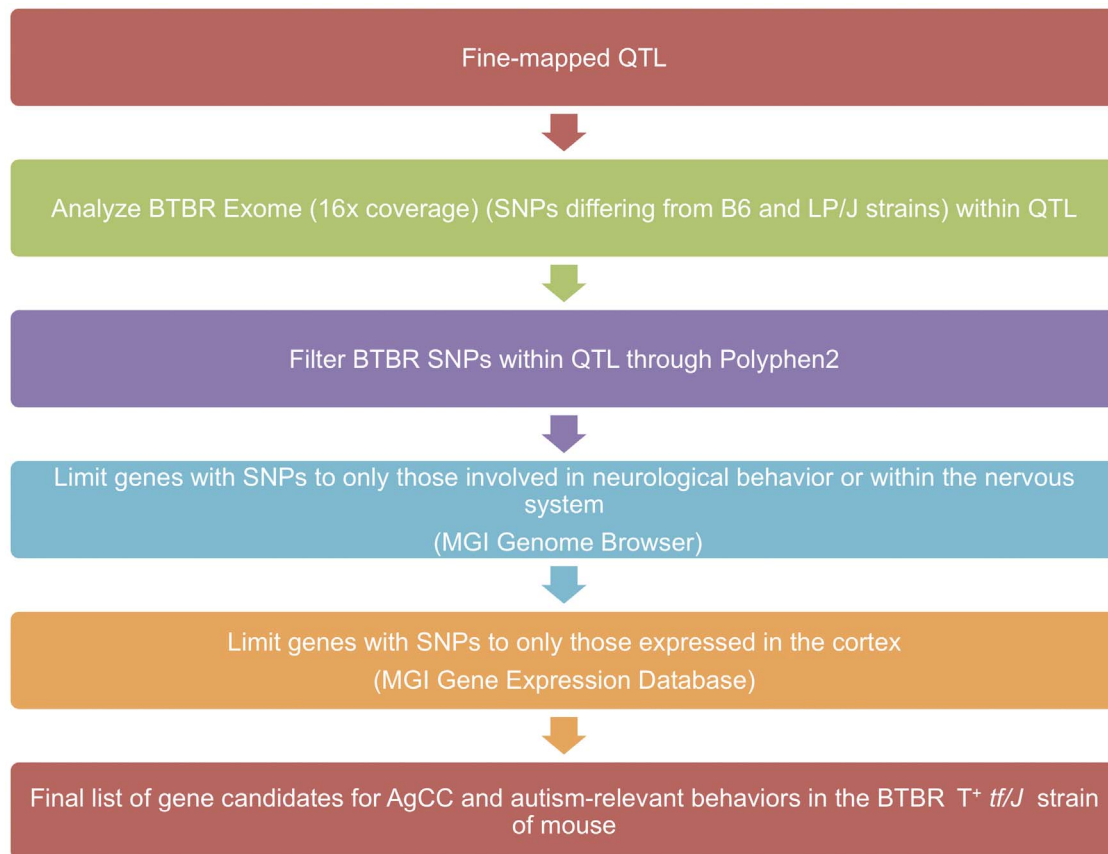 Fine-mapped QTL
Analyze BTBR Exome (16x coverage) (SNPs differing from B6 and LP/J strains) within QTL
Filter BTBR SNPs within QTL through Polyphen2
Limit genes with SNPs to only those involved in neurological behavior or within the nervous
system
(MGI Genome Browser)
Limit genes with SNPs to only those expressed in the cortex
(MGI Gene Expression Database)
Final list of gene candidates for AgCC and autism-relevant behaviors in the BTBR T⁺ tf/J strain
of mouse